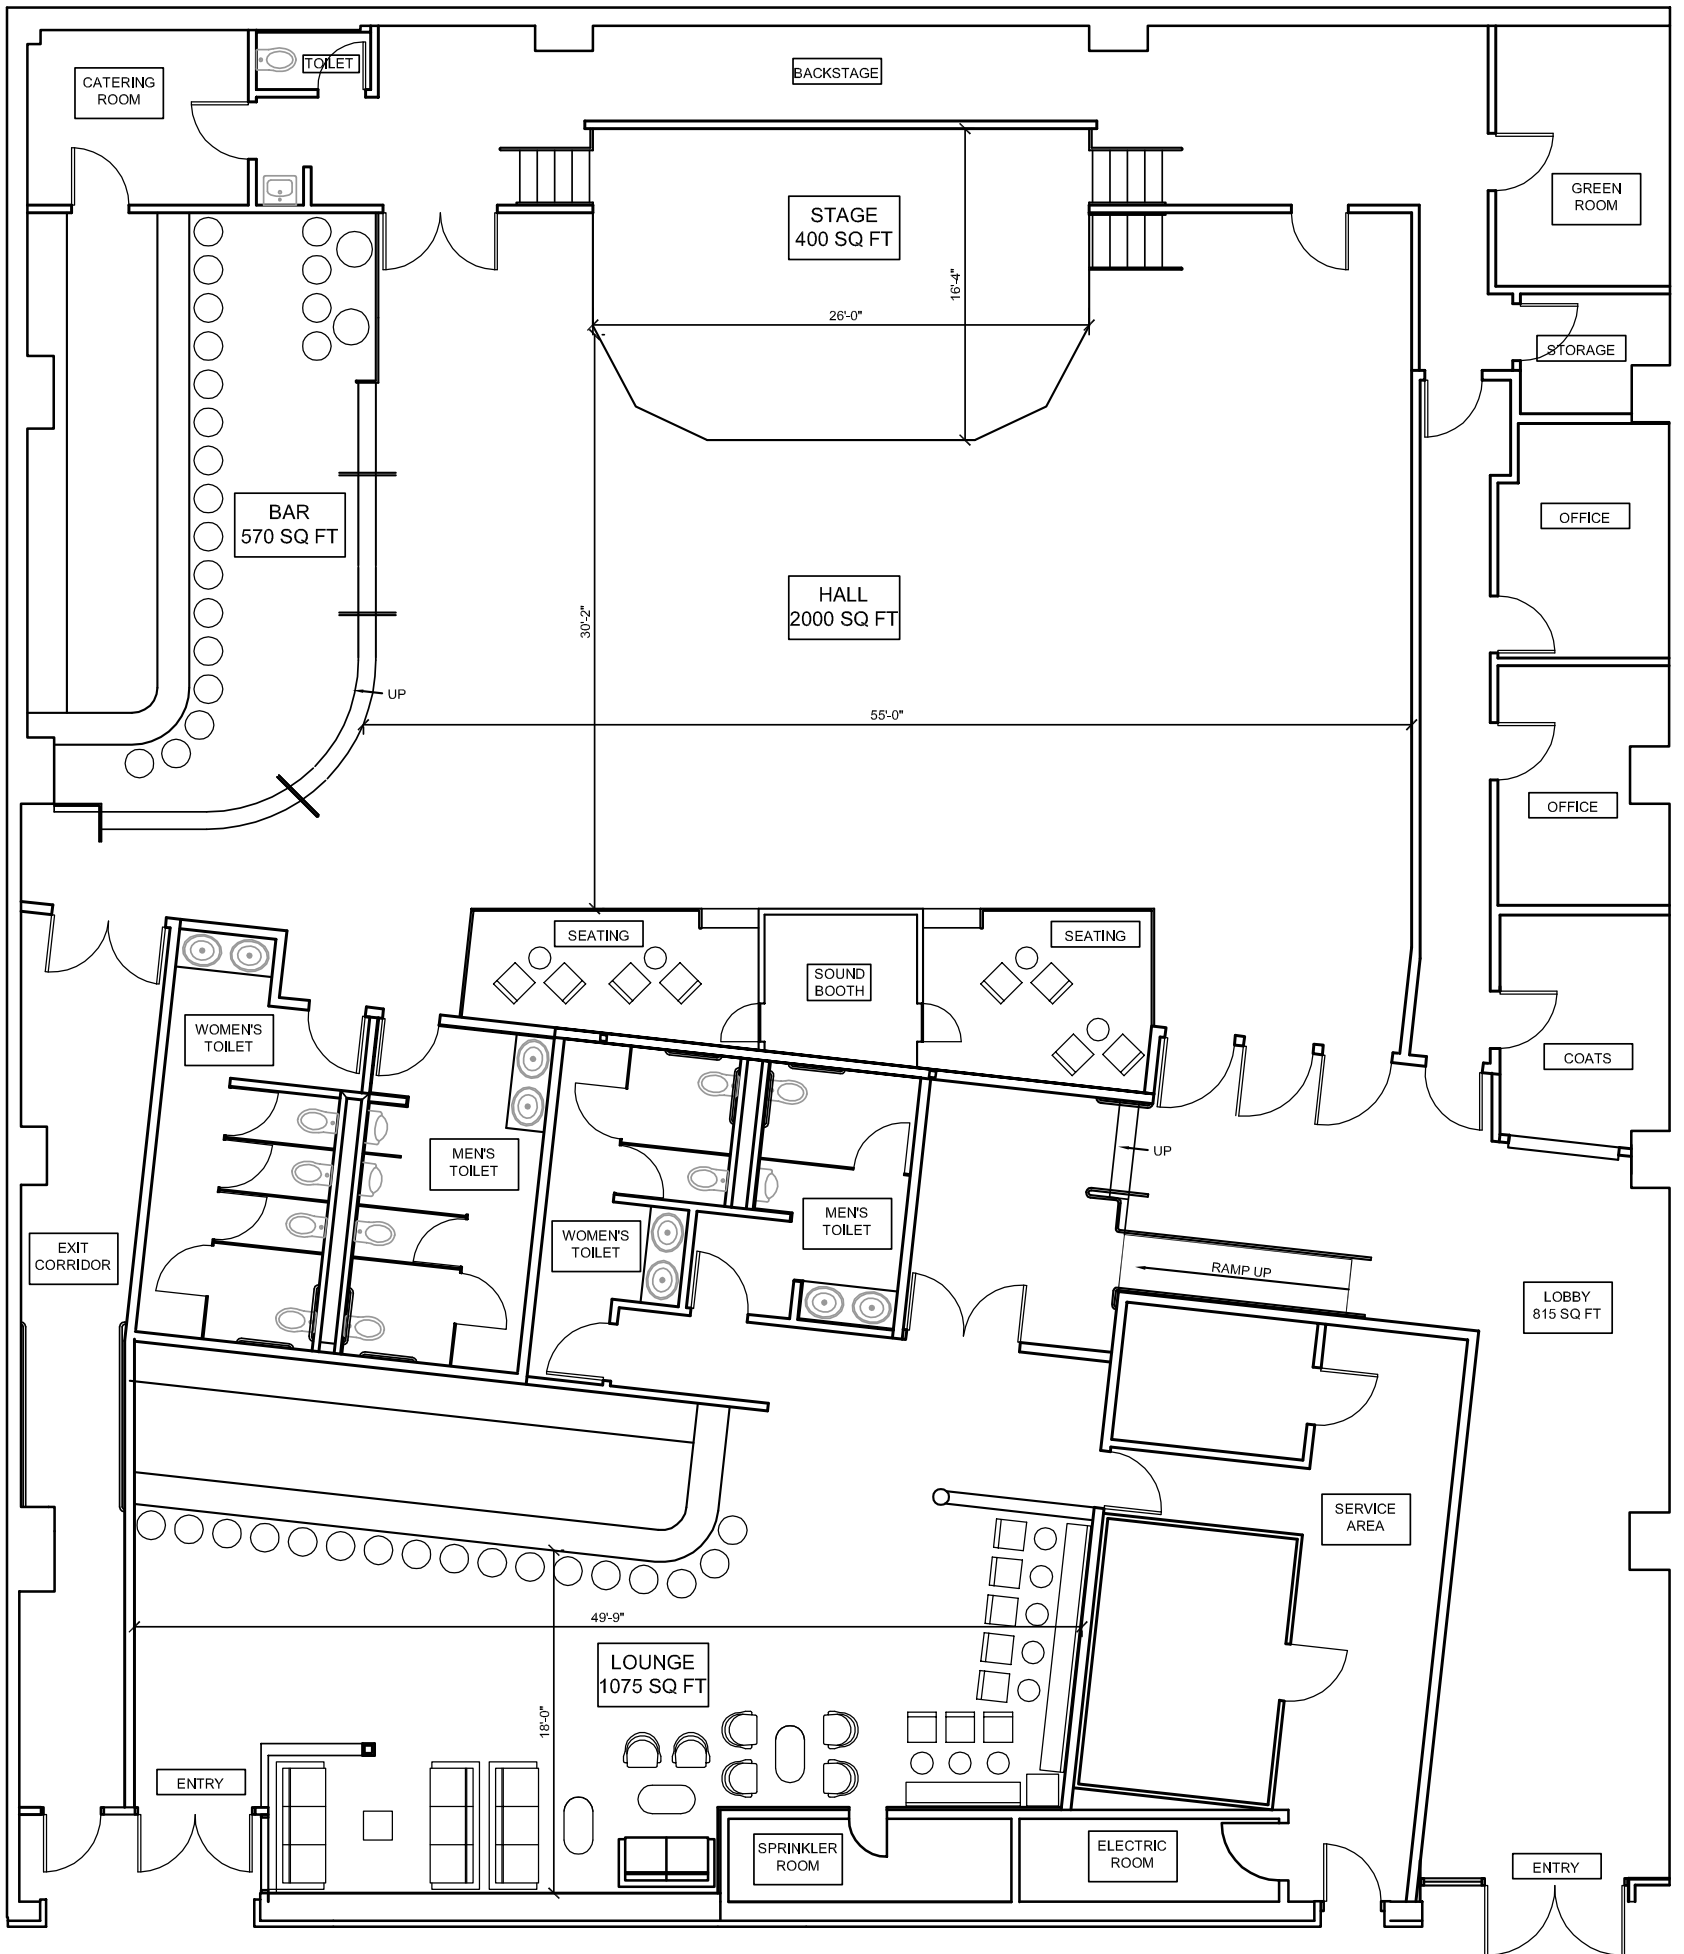 TOILET
CATERING
ROOM
BACKSTAGE
GREEN
ROOM
STAGE
400 SQ FT
16'-4"
26'-0"
STORAGE
BAR
570 SQ FT
OFFICE
HALL
2000 SQ FT
30'-2"
UP
55'-0"
OFFICE
SEATING
SEATING
SOUND
BOOTH
WOMEN'S
TOILET
COATS
MEN'S
TOILET
UP
WOMEN'S
TOILET
MEN'S
TOILET
EXIT
CORRIDOR
RAMP UP
LOBBY
815 SQ FT
SERVICE
AREA
49'-9"
LOUNGE
1075 SQ FT
18'-0"
ENTRY
SPRINKLER
ROOM
ELECTRIC
ROOM
ENTRY